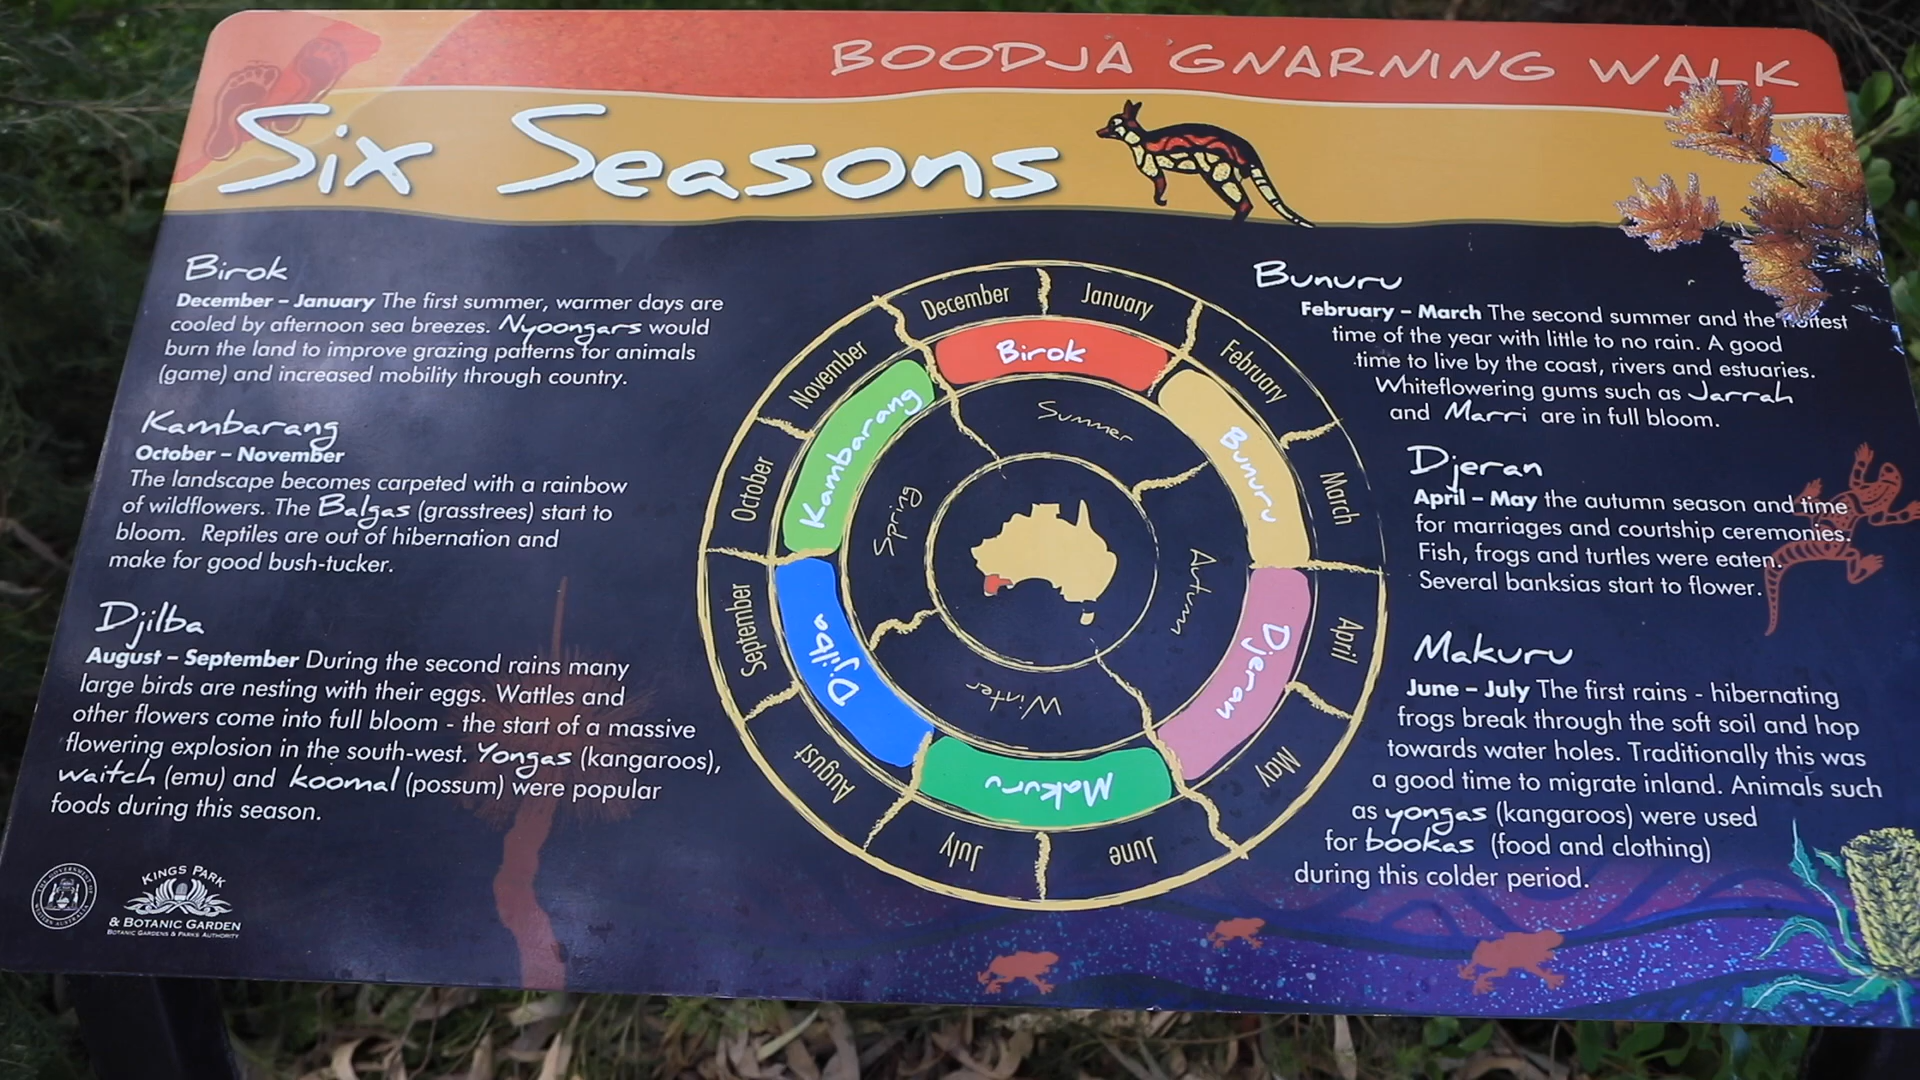 BOODJA GNARNING WALK
Six Seasons
Birok
December – January The first summer, warmer days are
cooled by afternoon sea breezes. Nyoongars would
burn the land to improve grazing patterns for animals
(game) and increased mobility through country.
Kambarang
October – November
The landscape becomes carpeted with a rainbow
of wildflowers. The Balgas (grasstrees) start to
bloom. Reptiles are out of hibernation and
make for good bush-tucker.
Djilba
August – September During the second rains many
large birds are nesting with their eggs. Wattles and
other flowers come into full bloom - the start of a massive
flowering explosion in the south-west. Yongas (kangaroos),
waitch (emu) and koomal (possum) were popular
foods during this season.
December
January
February
March
April
May
June
July
August
September
October
November
Birok
Bunuru
Djeran
Makuru
Djilba
Kambarang
Summer
Autumn
Winter
Spring
Bunuru
February – March The second summer and the hottest
time of the year with little to no rain. A good
time to live by the coast, rivers and estuaries.
Whiteflowering gums such as Jarrah
and Marri are in full bloom.
Djeran
April – May the autumn season and time
for marriages and courtship ceremonies.
Fish, frogs and turtles were eaten.
Several banksias start to flower.
Makuru
June – July The first rains - hibernating
frogs break through the soft soil and hop
towards water holes. Traditionally this was
a good time to migrate inland. Animals such
as yongas (kangaroos) were used
for bookas (food and clothing)
during this colder period.
THE GOVERNMENT OF
WESTERN AUSTRALIA
KINGS PARK
& BOTANIC GARDEN
BOTANIC GARDENS & PARKS AUTHORITY